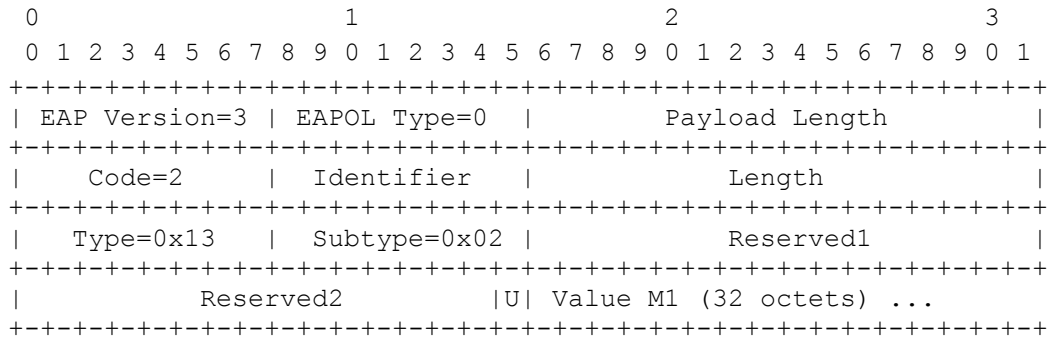 0                   1                   2                   3
 0 1 2 3 4 5 6 7 8 9 0 1 2 3 4 5 6 7 8 9 0 1 2 3 4 5 6 7 8 9 0 1
+-+-+-+-+-+-+-+-+-+-+-+-+-+-+-+-+-+-+-+-+-+-+-+-+-+-+-+-+-+-+-+-+
| EAP Version=3 | EAPOL Type=0  |        Payload Length         |
+-+-+-+-+-+-+-+-+-+-+-+-+-+-+-+-+-+-+-+-+-+-+-+-+-+-+-+-+-+-+-+-+
|    Code=2     |  Identifier   |            Length             |
+-+-+-+-+-+-+-+-+-+-+-+-+-+-+-+-+-+-+-+-+-+-+-+-+-+-+-+-+-+-+-+-+
|   Type=0x13   |  Subtype=0x02 |            Reserved1          |
+-+-+-+-+-+-+-+-+-+-+-+-+-+-+-+-+-+-+-+-+-+-+-+-+-+-+-+-+-+-+-+-+
|           Reserved2         |U| Value M1 (32 octets) ...
+-+-+-+-+-+-+-+-+-+-+-+-+-+-+-+-+-+-+-+-+-+-+-+-+-+-+-+-+-+-+-+-+